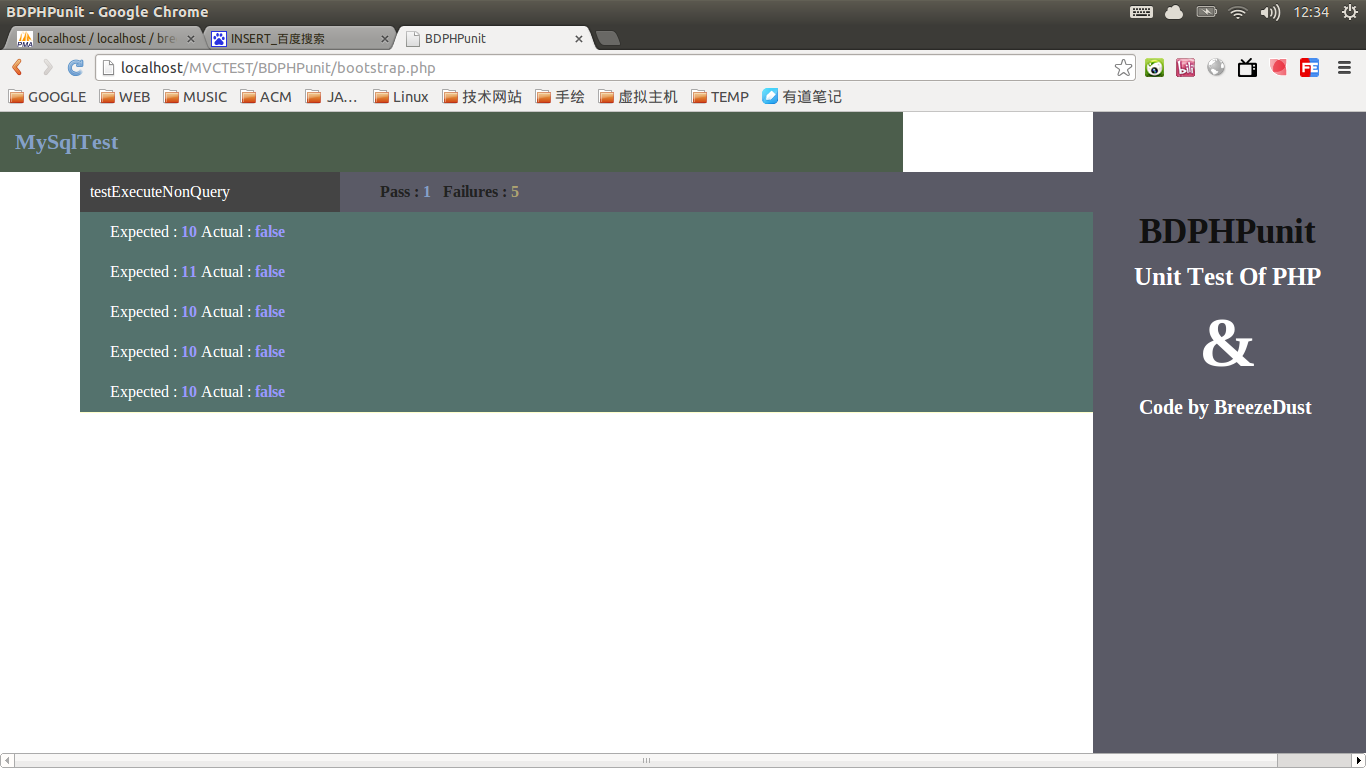 BDPHPunit - Google Chrome
12:34
localhost / localhost / bre
INSERT_百度搜索
BDPHPunit
localhost/MVCTEST/BDPHPunit/bootstrap.php
GOOGLE WEB MUSIC ACM JA... Linux 技术网站 手绘 虚拟主机 TEMP 有道笔记
MySqlTest
testExecuteNonQuery
Pass : 1 Failures : 5
Expected : 10 Actual : false
Expected : 11 Actual : false
Expected : 10 Actual : false
Expected : 10 Actual : false
Expected : 10 Actual : false
BDPHPunit
Unit Test Of PHP
&
Code by BreezeDust